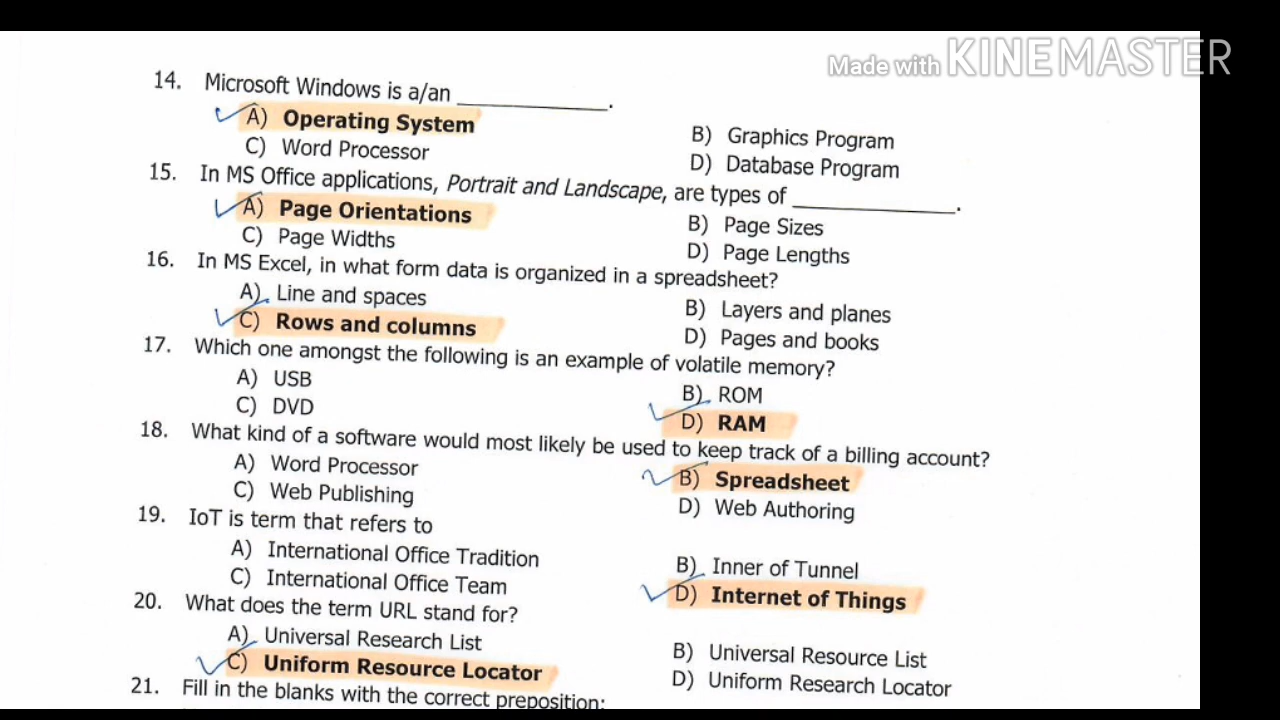 Made with KINEMASTER
14. Microsoft Windows is a/an ____________.
A) Operating System B) Graphics Program
C) Word Processor D) Database Program
15. In MS Office applications, Portrait and Landscape, are types of ____________.
A) Page Orientations B) Page Sizes
C) Page Widths D) Page Lengths
16. In MS Excel, in what form data is organized in a spreadsheet?
A) Line and spaces B) Layers and planes
C) Rows and columns D) Pages and books
17. Which one amongst the following is an example of volatile memory?
A) USB B) ROM
C) DVD D) RAM
18. What kind of a software would most likely be used to keep track of a billing account?
A) Word Processor B) Spreadsheet
C) Web Publishing D) Web Authoring
19. IoT is term that refers to
A) International Office Tradition B) Inner of Tunnel
C) International Office Team D) Internet of Things
20. What does the term URL stand for?
A) Universal Research List B) Universal Resource List
C) Uniform Resource Locator D) Uniform Research Locator
21. Fill in the blanks with the correct preposition: